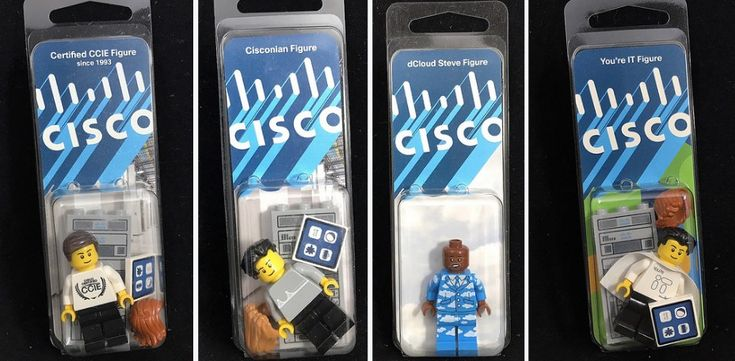 Certified CCIE Figure
since 1993
CISCO
CCIE
Cisconian Figure
CISCO
dCloud Steve Figure
CISCO
You're IT Figure
CISCO
iT